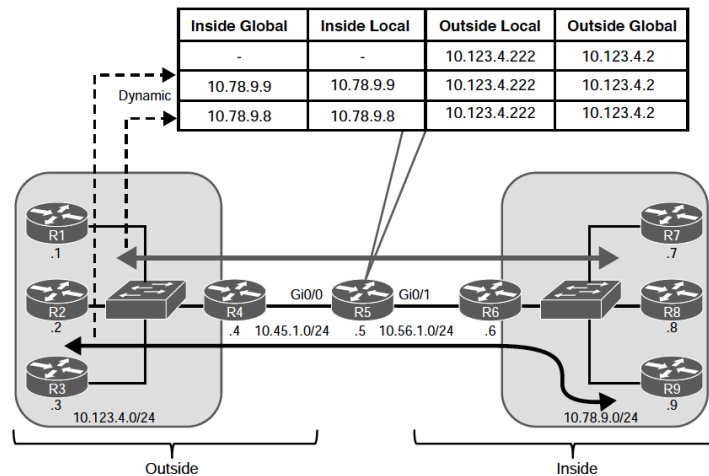 Inside Global Inside Local Outside Local Outside Global
- - 10.123.4.222 10.123.4.2
10.78.9.9 10.78.9.9 10.123.4.222 10.123.4.2
10.78.9.8 10.78.9.8 10.123.4.222 10.123.4.2
Dynamic
R1
.1
R2
.2
R3
.3
10.123.4.0/24
R4
.4
Gi0/0
10.45.1.0/24
R5
.5
Gi0/1
10.56.1.0/24
R6
.6
R7
.7
R8
.8
R9
.9
10.78.9.0/24
Outside
Inside